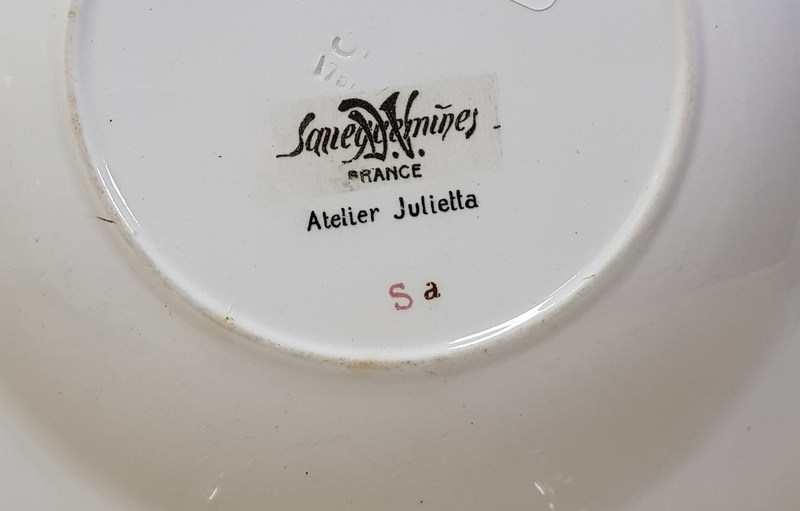 Sarreguemines
FRANCE
Atelier Julietta
S a